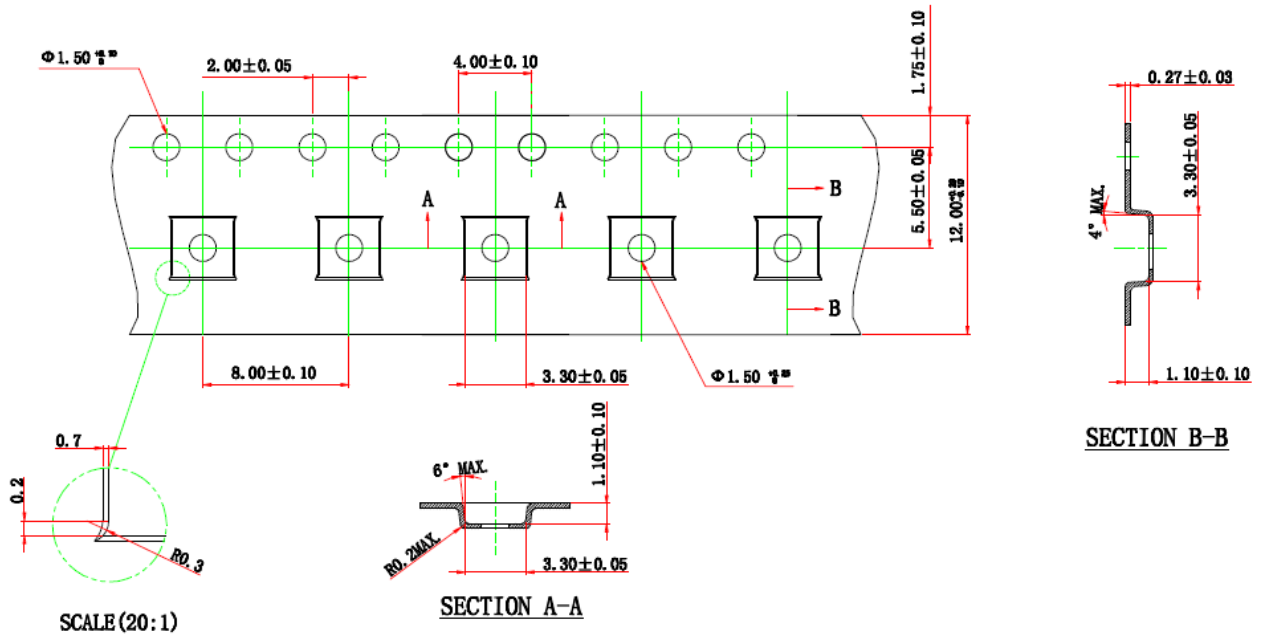 Φ1.50
2.00±0.05
4.00±0.10
1.75±0.10
0.27±0.03
5.50±0.05
12.00
3.30±0.05
4° MAX.
A
A
B
B
8.00±0.10
3.30±0.05
Φ1.50
1.10±0.10
SECTION B-B
0.7
0.2
R0.3
SCALE(20:1)
6° MAX.
1.10±0.10
R0.2MAX.
3.30±0.05
SECTION A-A